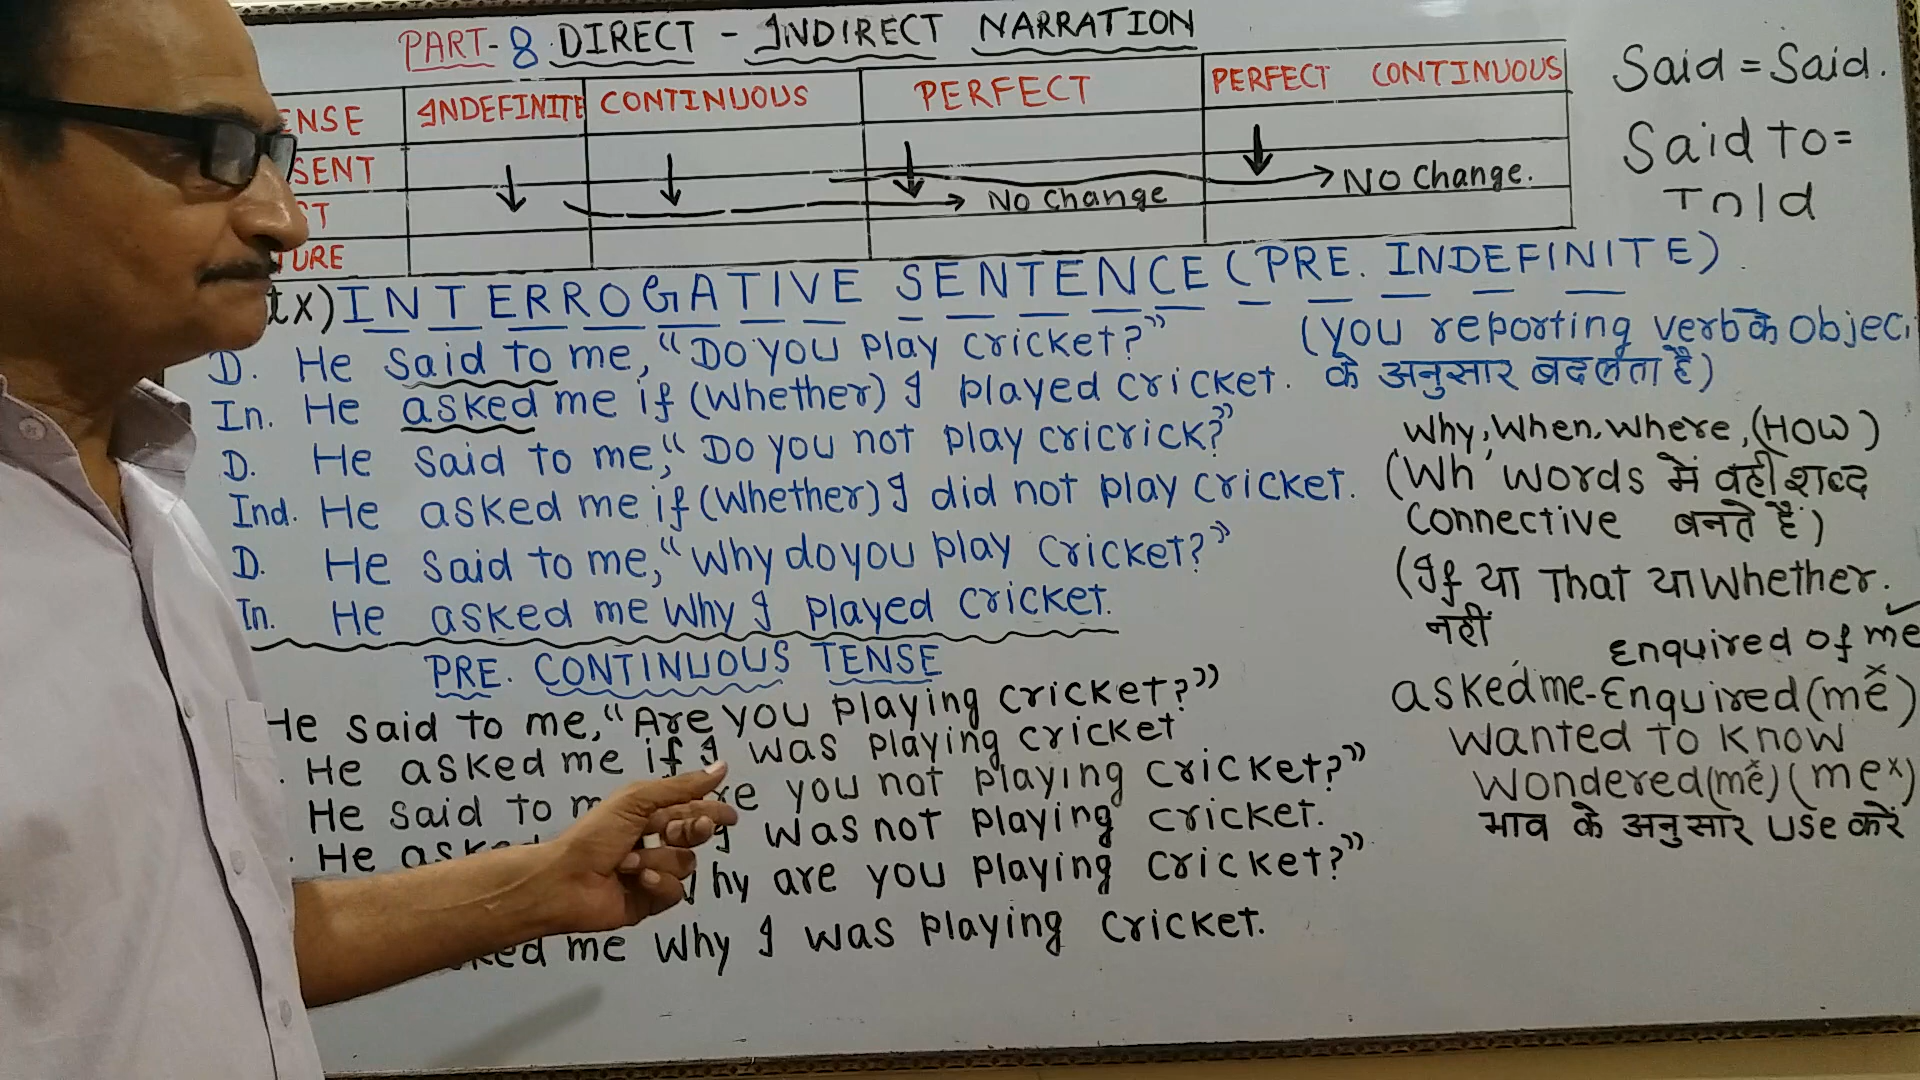 PART-8 DIRECT - INDIRECT NARRATION
INDEFINITE CONTINUOUS PERFECT PERFECT CONTINUOUS
No Change.
No Change
Said = Said.
Said To =
Told
INTERROGATIVE SENTENCE (PRE. INDEFINITE).
D. He Said To me, "Do you play cricket?"
In. He asked me if (Whether) I played cricket.
(you reporting verb के
के अनुसार बदलता है)
D. He Said to me, "Do you not play cricrick?"
Ind. He asked me if (Whether) I did not play cricket.
D. He Said to me, "Why do you play cricket?"
In. He asked me Why I played cricket.
Why, When, Where, (HOW)
(Wh' words में वही शब्द
Connective बनते हैं)
(If या That या Whether.
नहीं
Enquired of me
asked me - Enquired (me x)
Wanted to know
Wondered (me x) (me x)
भाव के अनुसार use करें
PRE. CONTINUOUS TENSE
He Said to me, "Are you playing cricket?"
He asked me if I was playing cricket
He Said to you not playing cricket?"
He I was not playing cricket.
are you playing cricket?"
me Why I was playing cricket.